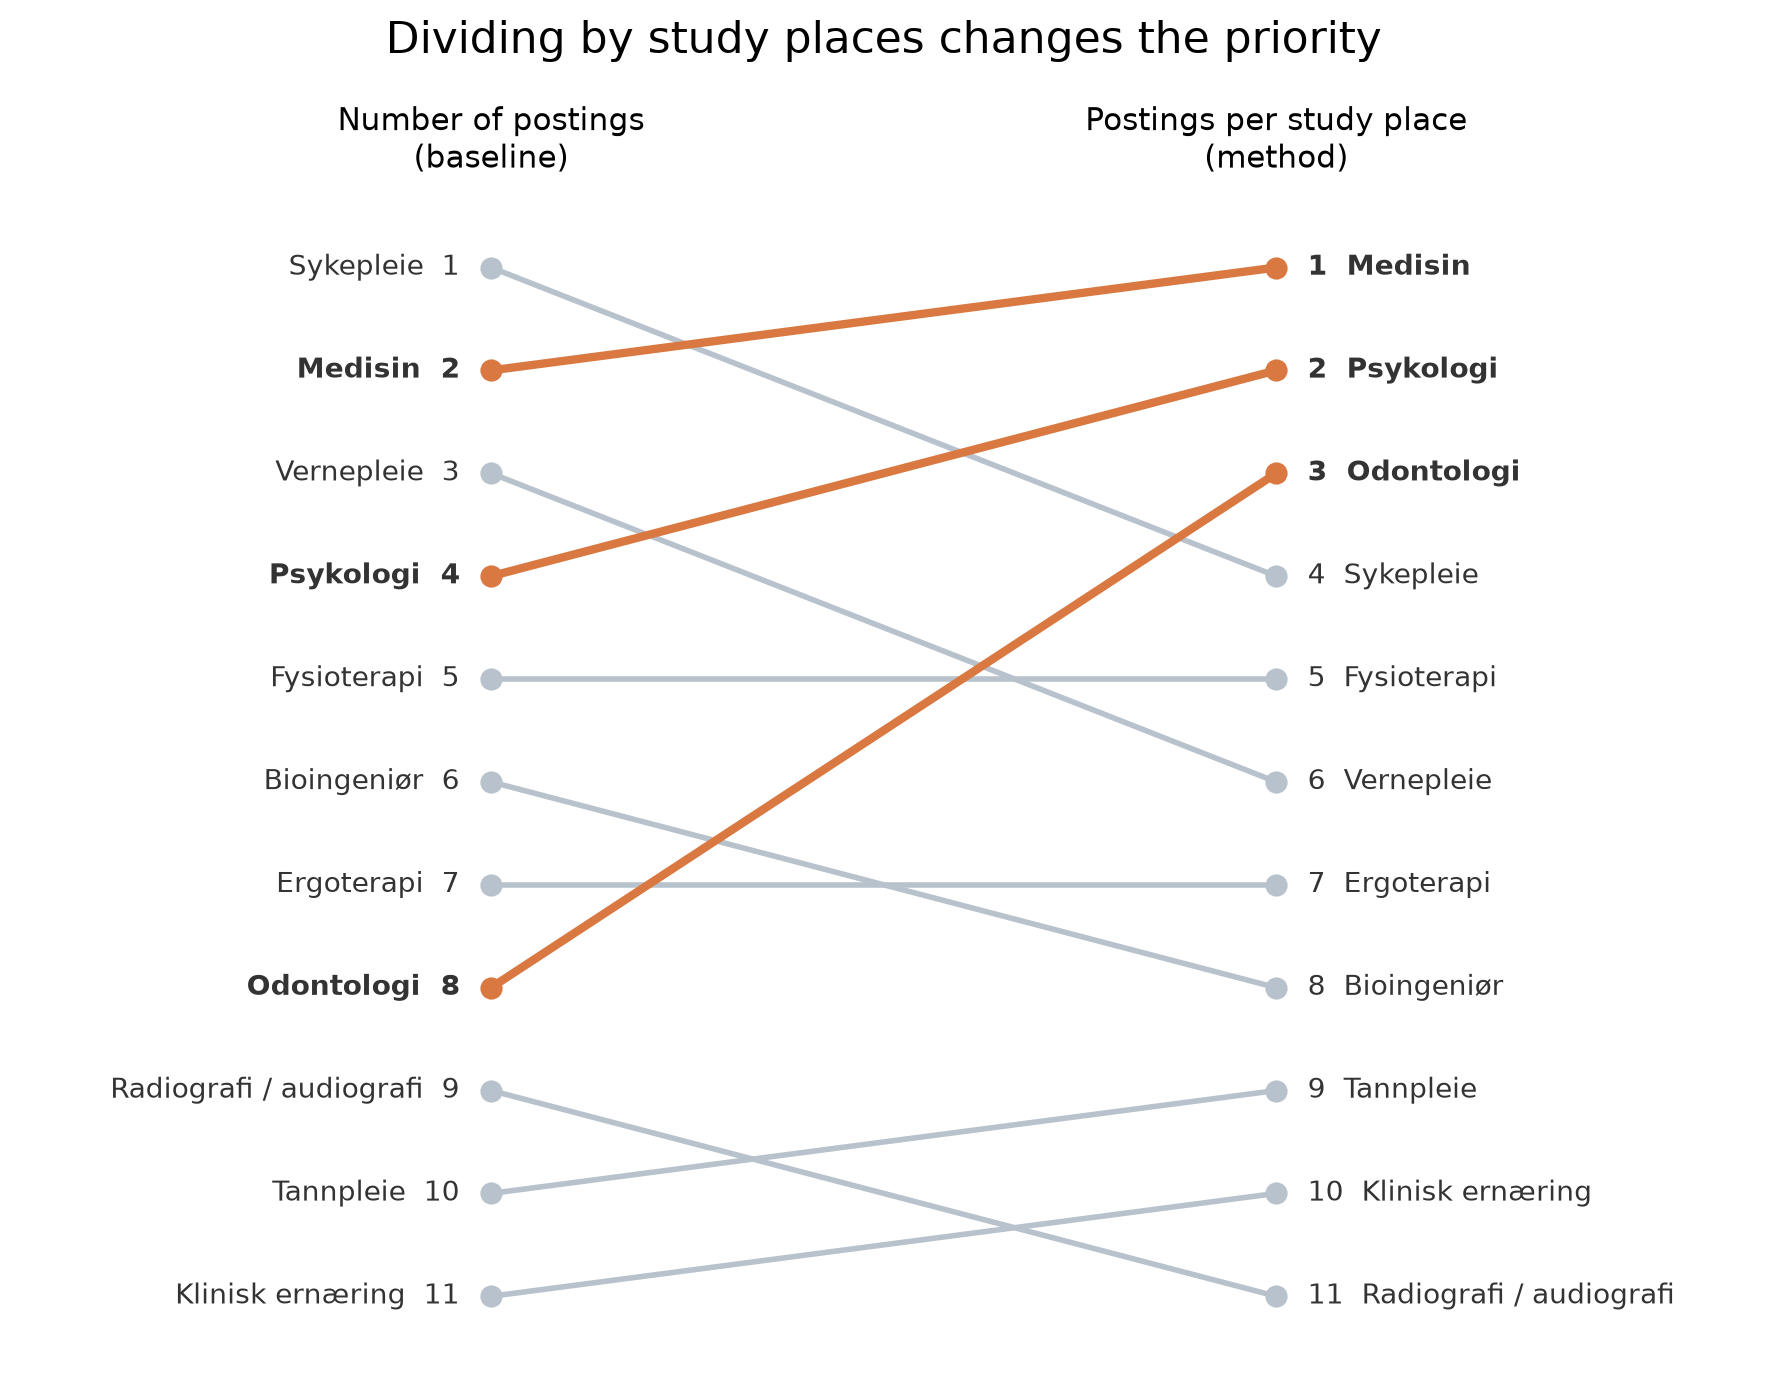 Dividing by study places changes the priority
Number of postings
(baseline)
Postings per study place
(method)
Sykepleie 1
1 Medisin
Medisin 2
2 Psykologi
Vernepleie 3
3 Odontologi
Psykologi 4
4 Sykepleie
Fysioterapi 5
5 Fysioterapi
Bioingeniør 6
6 Vernepleie
Ergoterapi 7
7 Ergoterapi
Odontologi 8
8 Bioingeniør
Radiografi / audiografi 9
9 Tannpleie
Tannpleie 10
10 Klinisk ernæring
Klinisk ernæring 11
11 Radiografi / audiografi